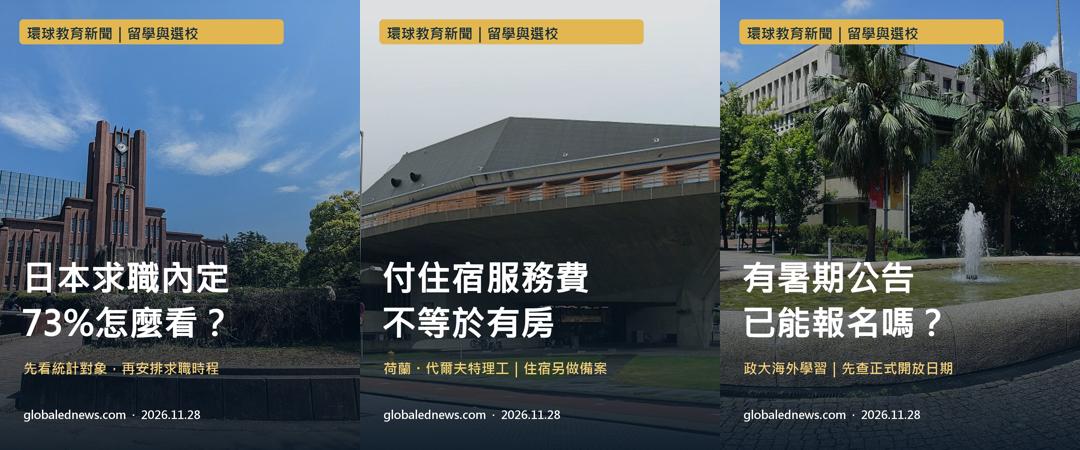 環球教育新聞 | 留學與選校
日本求職內定
73%怎麼看？
先看統計對象・再安排求職時程
globalednews.com · 2026.11.28
環球教育新聞 | 留學與選校
付住宿服務費
不等於有房
荷蘭・代爾夫特理工 | 住宿另做備案
globalednews.com · 2026.11.28
環球教育新聞 | 留學與選校
有暑期公告
已能報名嗎？
政大海外學習 | 先查正式開放日期
globalednews.com · 2026.11.28